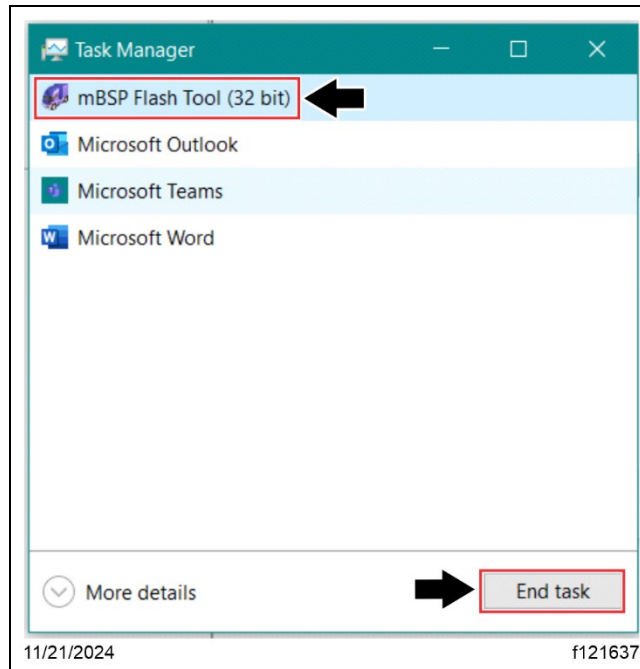 Task Manager
mBSP Flash Tool (32 bit)
Microsoft Outlook
Microsoft Teams
Microsoft Word
More details
End task
11/21/2024
f121637